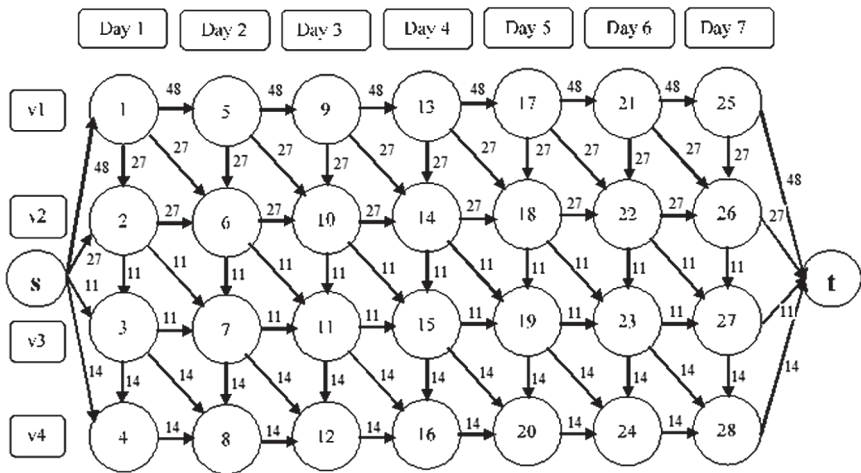 Day 1 Day 2 Day 3 Day 4 Day 5 Day 6 Day 7
48 48 48 48 48 48
v1 1 5 9 13 17 21 25
27 27 27 27 27 27
48 27 27 27 27 27 27 27 48
v2 2 27 6 27 10 27 14 27 18 27 22 27 26 27
s 27 11 11 11 11 11 11 11 11 11 11 11 11 11 t
11
v3 3 11 7 11 11 11 15 11 19 11 23 11 27 11
14 14 14 14 14 14 14 14 14 14 14 14 14 14 14
v4 4 14 8 14 12 14 16 14 20 14 24 14 28